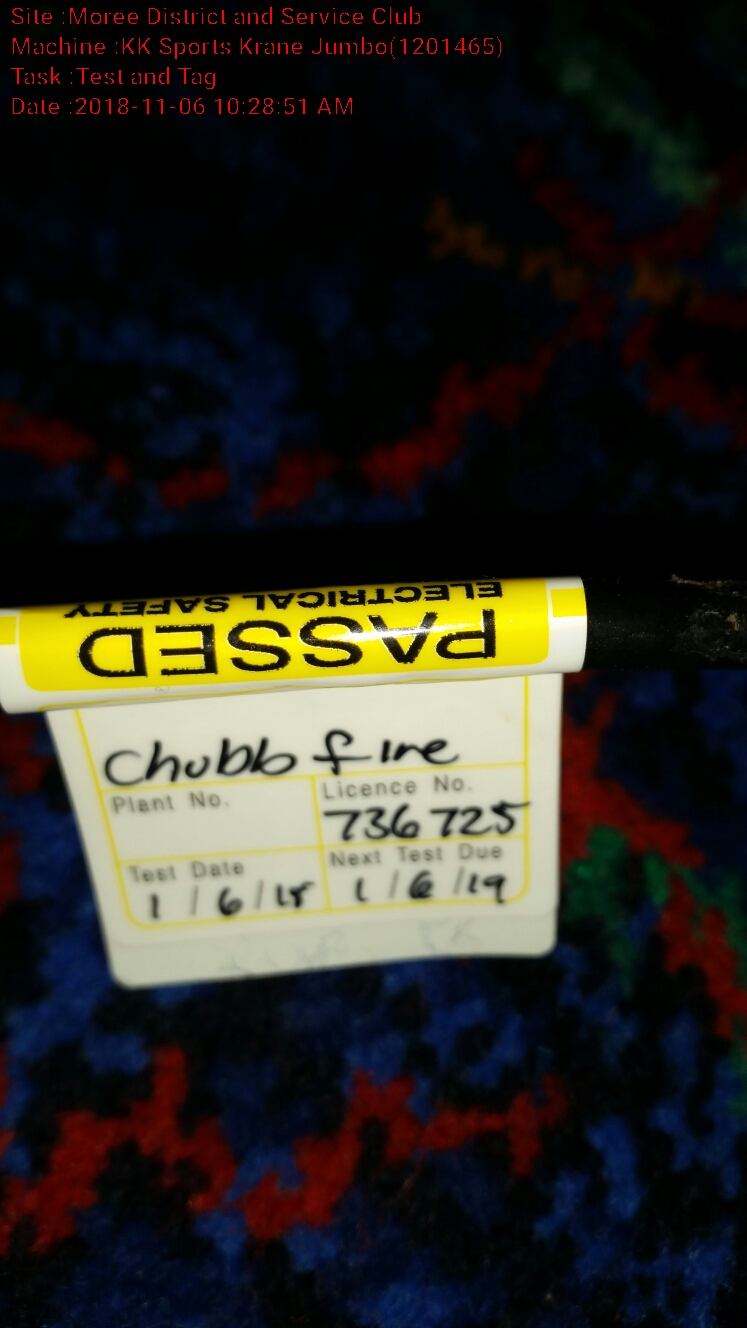 Site :Moree District and Service Club
Machine :KK Sports Krane Jumbo(1201465)
Task :Test and Tag
Date :2018-11-06 10:28:51 AM
PASSED
ELECTRICAL SAFETY
Chubb fire
Plant No.
Licence No.
736725
Test Date
Next Test Due
1/6/18
1/6/19